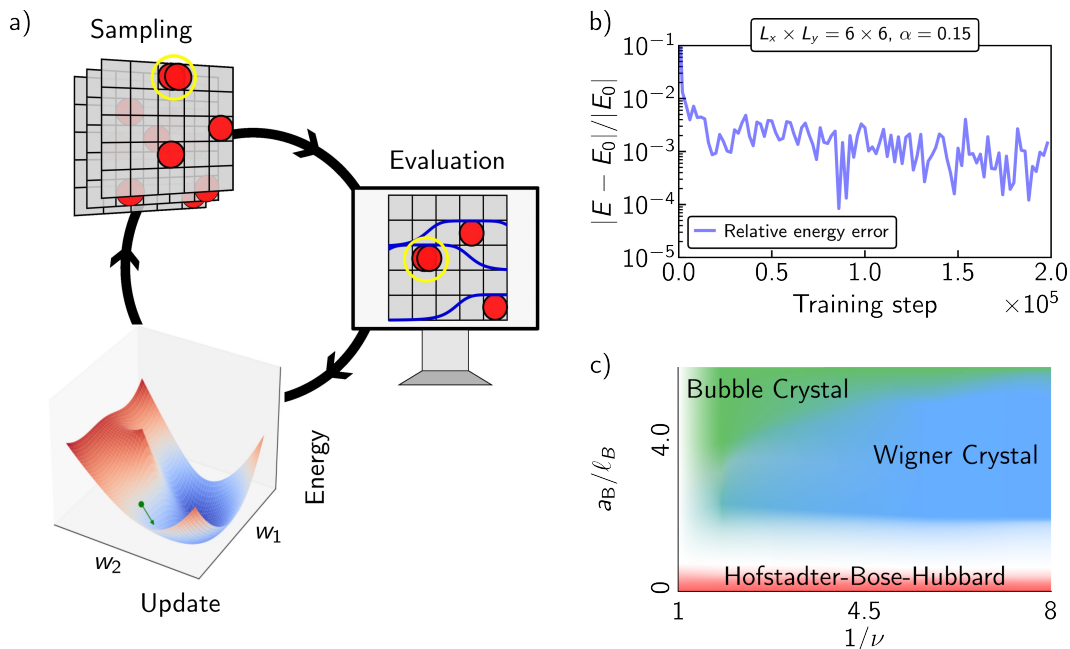 a)
Sampling
Evaluation
Energy
w1
w2
Update
b)
Lx × Ly = 6 × 6, α = 0.15
|E − E0|/|E0|
10−1
10−2
10−3
10−4
10−5
Relative energy error
0.0
0.5
1.0
1.5
2.0
Training step
×105
c)
Bubble Crystal
Wigner Crystal
Hofstadter-Bose-Hubbard
aB/ℓB
4.0
0
1
4.5
8
1/ν